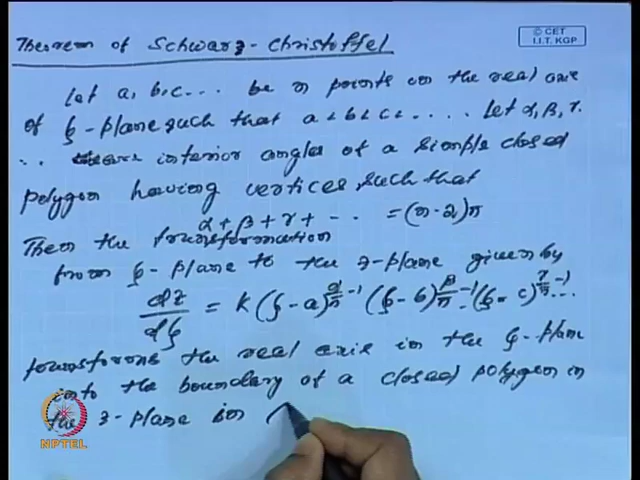 Theorem of Schwarz-Christoffel
© CET
I.I.T. KGP
Let a, b, c ... be n points on the real axis
of ζ-plane such that a < b < c < .... Let α, β, γ.
... are interior angles of a simple closed
polygon having vertices, such that
α + β + γ + ... = (n-2)π
Then the transformation
from ζ-plane to the z-plane given by
dz/dζ = K (ζ-a)^{α/π -1} (ζ-b)^{β/π -1} (ζ-c)^{γ/π -1} ...
transforms the real axis in the ζ-plane
into the boundary of a closed polygon in
the z-plane in
NPTEL